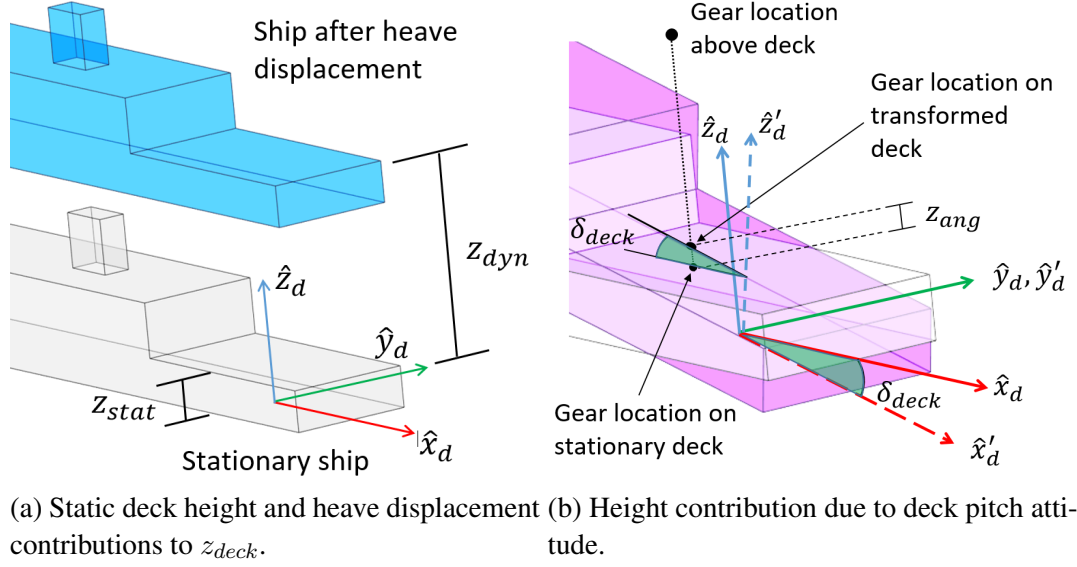 Ship after heave
displacement
ẑ_d
z_dyn
ŷ_d
z_stat
x̂_d
Stationary ship
Gear location
above deck
Gear location on
transformed
deck
ẑ_d
ẑ′_d
z_ang
δ_deck
ŷ_d, ŷ′_d
x̂_d
δ_deck
Gear location on
stationary deck
x̂′_d
(a) Static deck height and heave displacement
contributions to z_deck.
(b) Height contribution due to deck pitch atti-
tude.